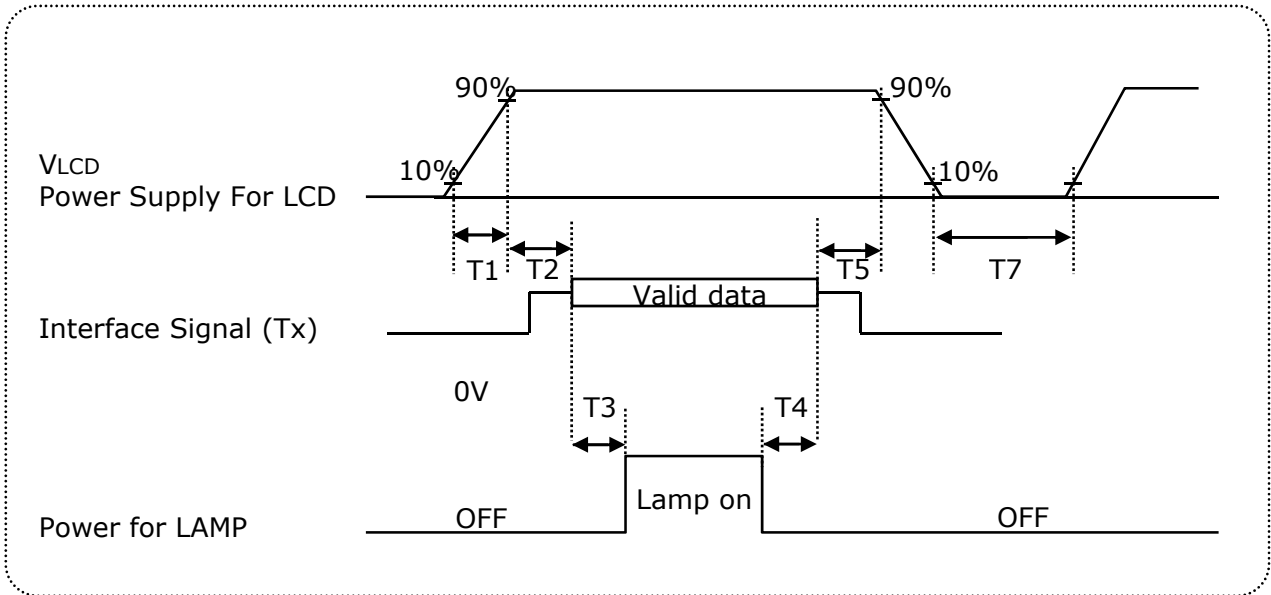 90%
90%
VLCD
10%
10%
Power Supply For LCD
T1
T2
T5
T7
Valid data
Interface Signal (Tx)
0V
T3
T4
Lamp on
Power for LAMP
OFF
OFF